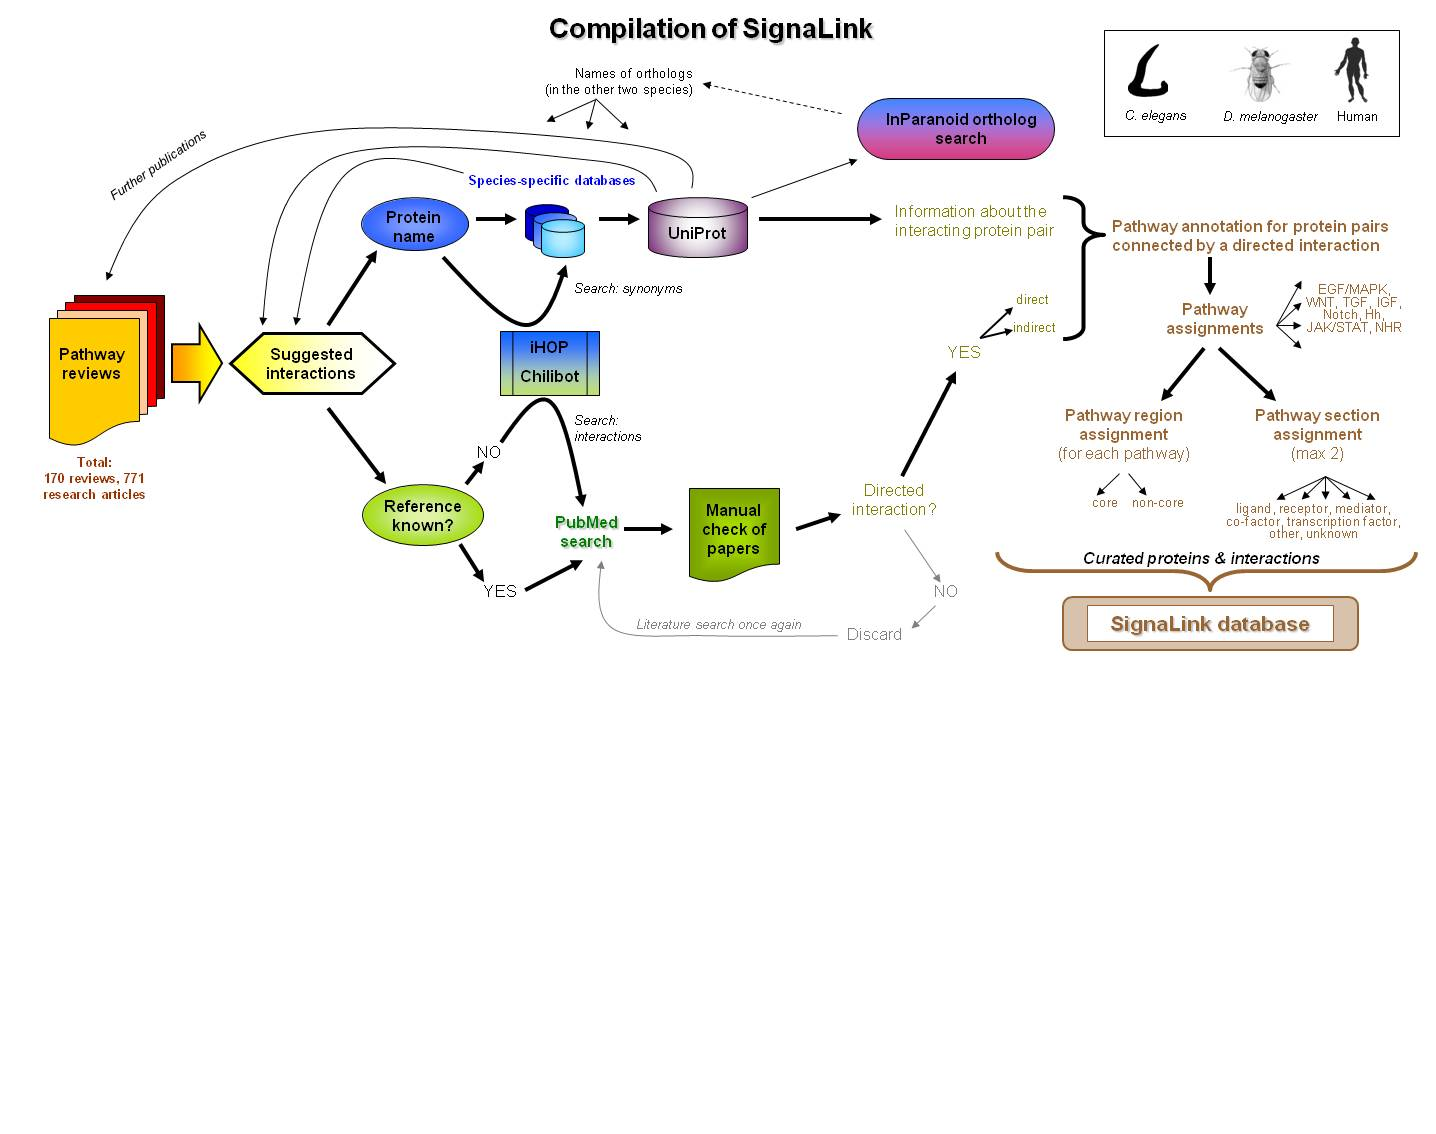 Compilation of SignaLink
Names of orthologs
(in the other two species)
InParanoid ortholog
search
C. elegans
D. melanogaster
Human
Further publications
Species-specific databases
Protein
name
UniProt
Information about the
interacting protein pair
Pathway annotation for protein pairs
connected by a directed interaction
Search: synonyms
direct
indirect
YES
Pathway
assignments
EGF/MAPK,
WNT, TGF, IGF,
Notch, Hh,
JAK/STAT, NHR
Pathway
reviews
Suggested
interactions
iHOP
Chilibot
Search:
interactions
Total:
170 reviews, 771
research articles
NO
Reference
known?
YES
PubMed
search
Manual
check of
papers
Directed
interaction?
NO
Discard
Literature search once again
Pathway region
assignment
(for each pathway)
core
non-core
Pathway section
assignment
(max 2)
ligand, receptor, mediator,
co-factor, transcription factor,
other, unknown
Curated proteins & interactions
SignaLink database